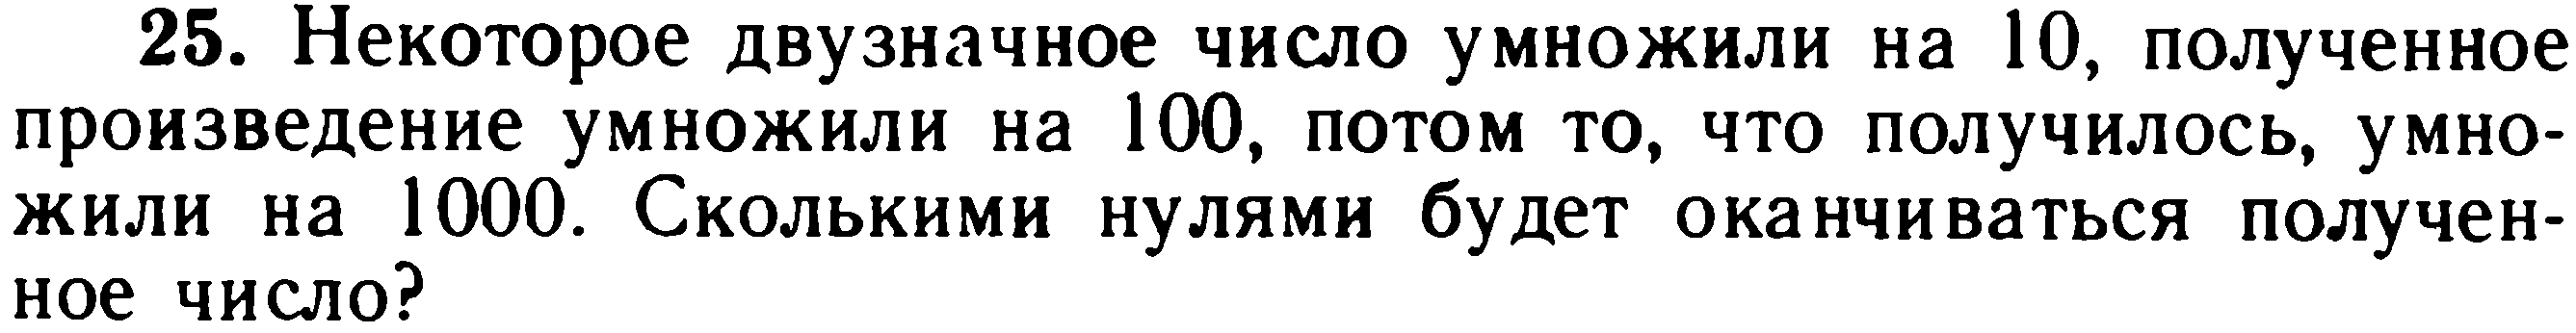 25. Некоторое двузначное число умножили на 10, полученное
произведение умножили на 100, потом то, что получилось, умно-
жили на 1000. Сколькими нулями будет оканчиваться получен-
ное число?